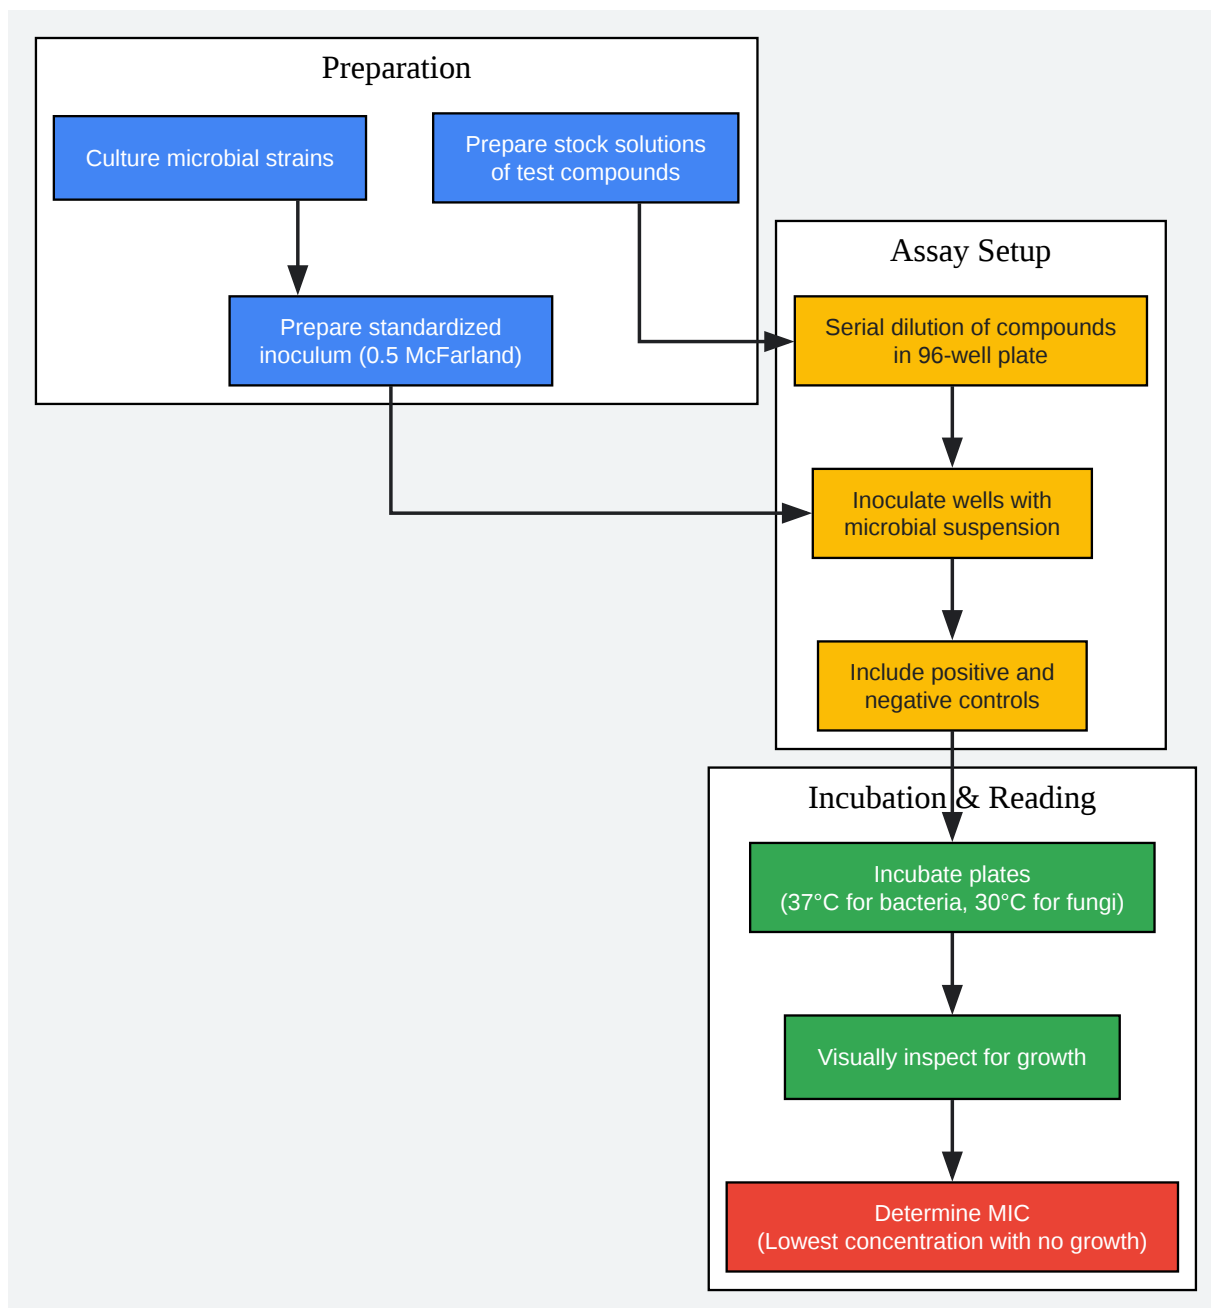 Preparation
Culture microbial strains
Prepare stock solutions
of test compounds
Prepare standardized
inoculum (0.5 McFarland)
Assay Setup
Serial dilution of compounds
in 96-well plate
Inoculate wells with
microbial suspension
Include positive and
negative controls
Incubation & Reading
Incubate plates
(37°C for bacteria, 30°C for fungi)
Visually inspect for growth
Determine MIC
(Lowest concentration with no growth)